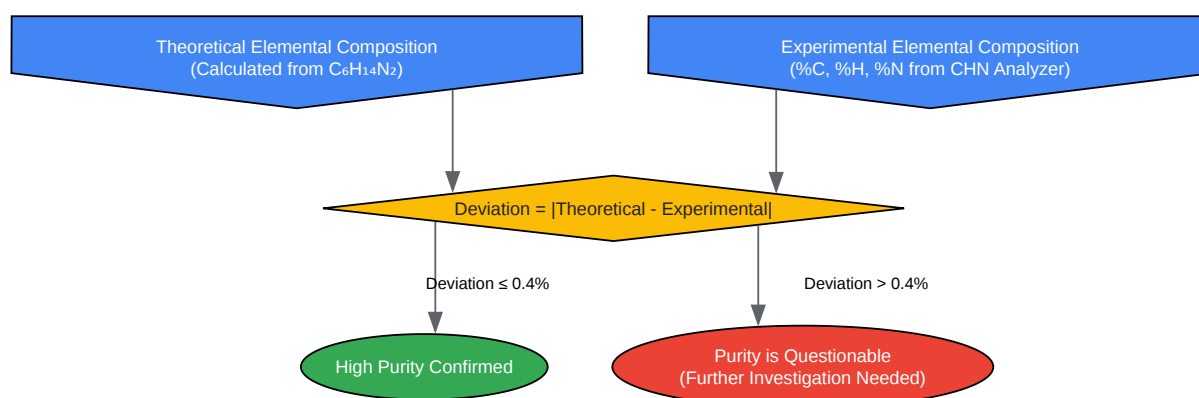 Theoretical Elemental Composition
(Calculated from C₆H₁₄N₂)
Experimental Elemental Composition
(%C, %H, %N from CHN Analyzer)
Deviation = |Theoretical - Experimental|
Deviation ≤ 0.4%
Deviation > 0.4%
High Purity Confirmed
Purity is Questionable
(Further Investigation Needed)